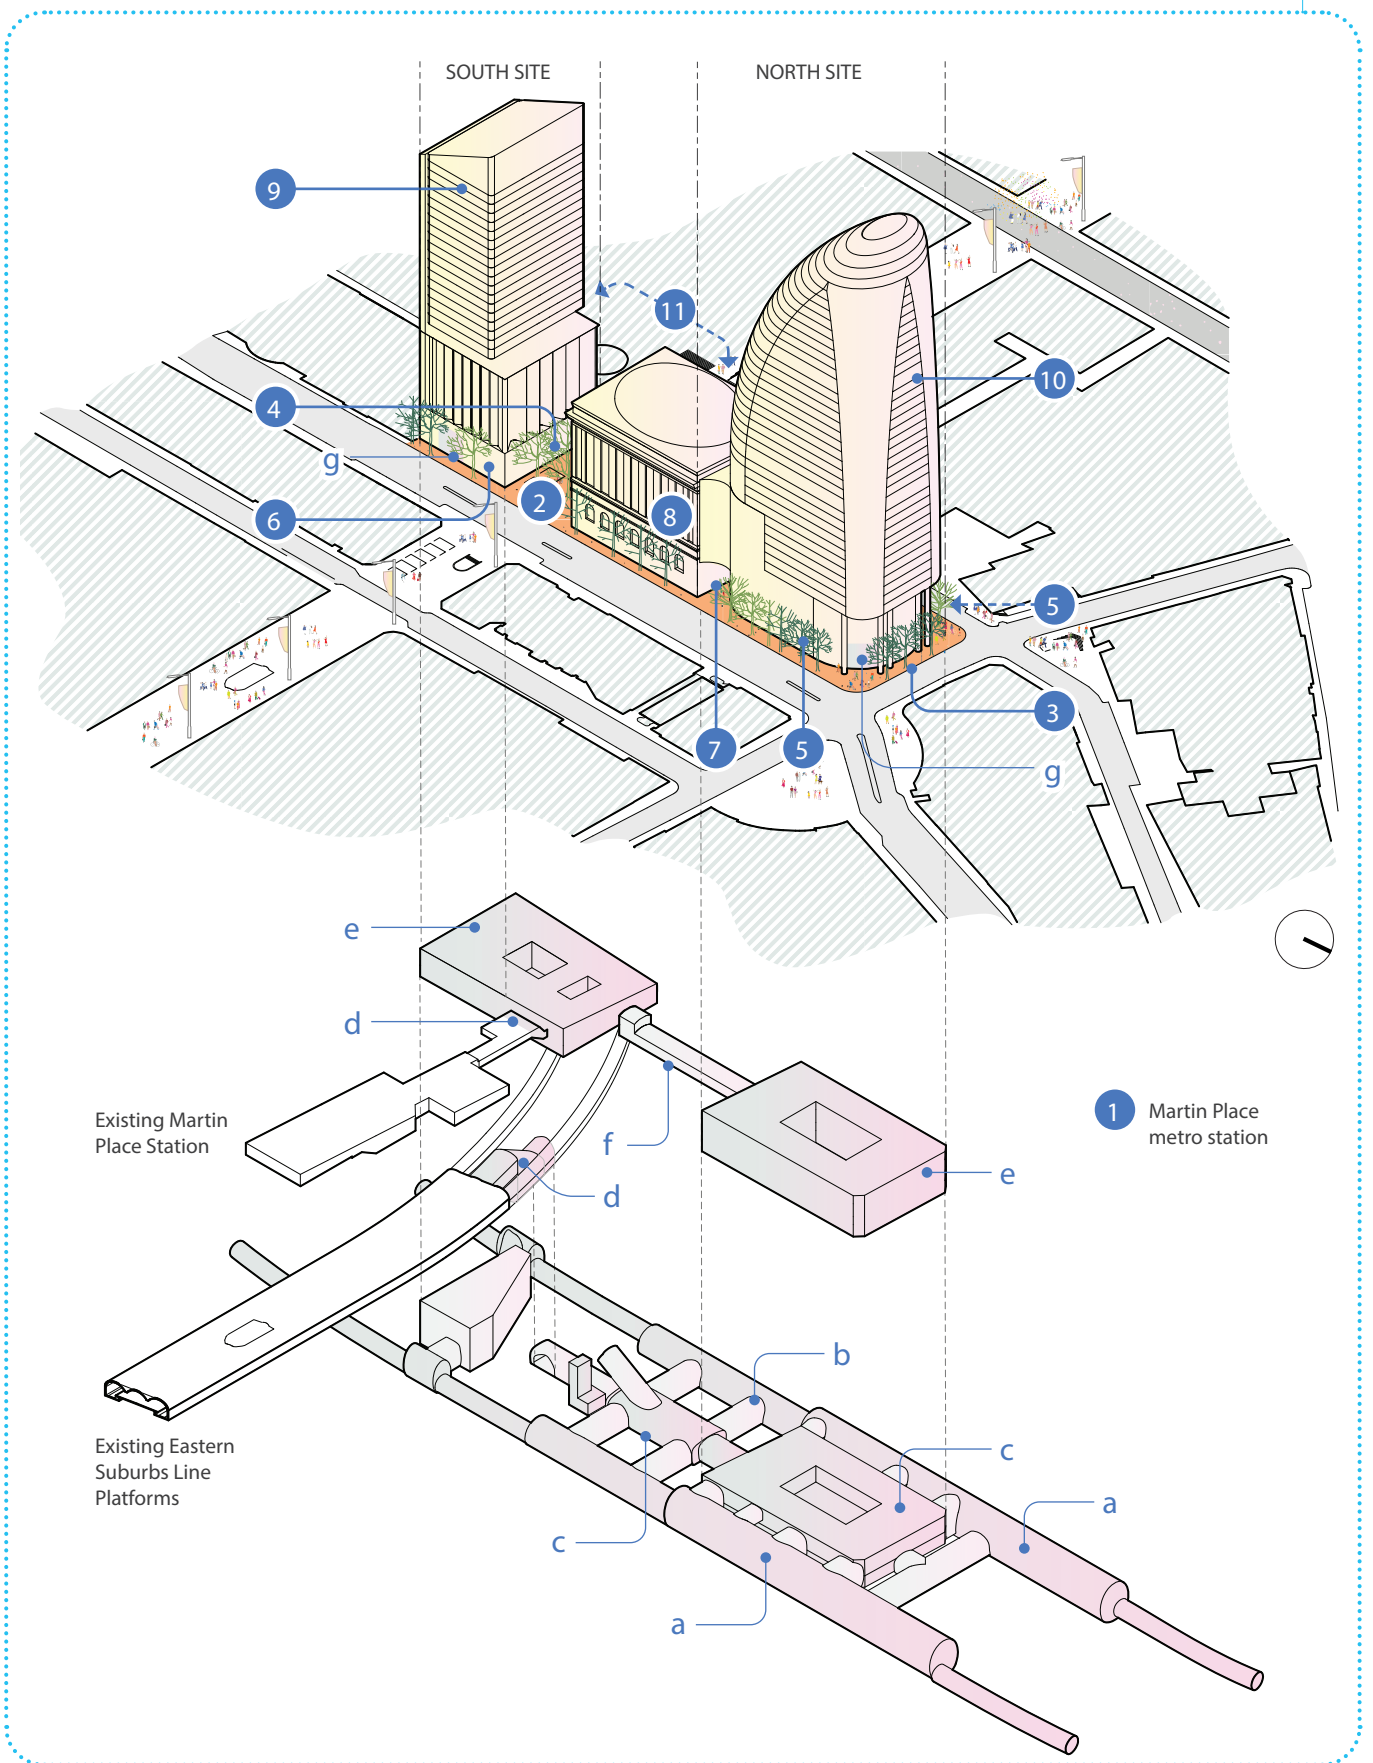 SOUTH SITE
NORTH SITE
9
11
10
4
g
2
6
8
5
3
7
5
g
e
d
Existing Martin
Place Station
1
Martin Place
metro station
f
e
d
b
Existing Eastern
Suburbs Line
Platforms
c
c
a
a